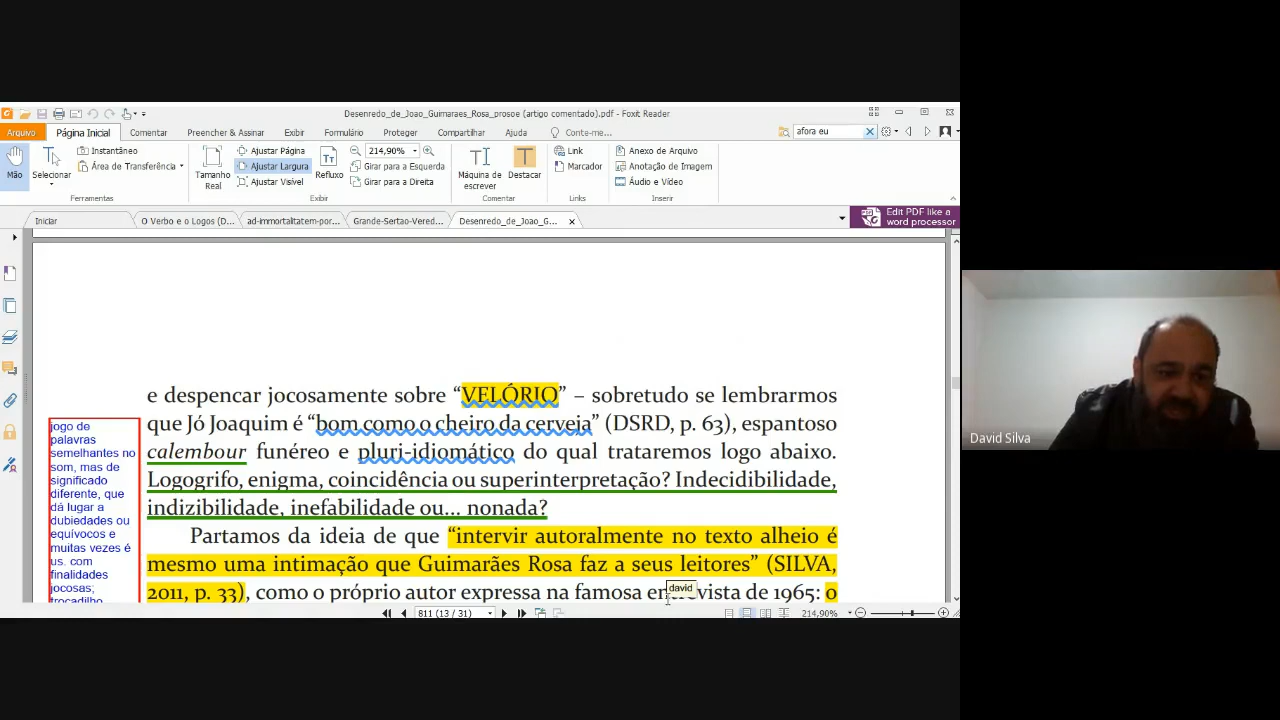 Desenredo_de_Joao_Guimaraes_Rosa_prosoe (artigo comentado).pdf - Foxit Reader
Arquivo Página Inicial Comentar Preencher & Assinar Exibir Formulário Proteger Compartilhar Ajuda Conte-me... afora eu
Mão
Selecionar
Instantâneo
Área de Transferência
Ferramentas
Tamanho Real
Ajustar Página
Ajustar Largura
Ajustar Visível
Refluxo
214,90%
Girar para a Esquerda
Girar para a Direita
Exibir
Máquina de escrever
Destacar
Comentar
Link
Marcador
Links
Anexo de Arquivo
Anotação de Imagem
Áudio e Vídeo
Inserir
Iniciar O Verbo e o Logos (D... ad-immortalitatem-por... Grande-Sertao-Vered... Desenredo_de_Joao_G...
Edit PDF like a
word processor
e despencar jocosamente sobre “VELÓRIO” – sobretudo se lembrarmos
que Jó Joaquim é “bom como o cheiro da cerveja” (DSRD, p. 63), espantoso
calembour funéreo e pluri-idiomático do qual trataremos logo abaixo.
Logogrifo, enigma, coincidência ou superinterpretação? Indecidibilidade,
indizibilidade, inefabilidade ou... nonada?
Partamos da ideia de que “intervir autoralmente no texto alheio é
mesmo uma intimação que Guimarães Rosa faz a seus leitores” (SILVA,
2011, p. 33), como o próprio autor expressa na famosa entrevista de 1965: o
david
jogo de
palavras
semelhantes no
som, mas de
significado
diferente, que
dá lugar a
dubiedades ou
equívocos e
muitas vezes é
us. com
finalidades
jocosas;
trocadilho
811 (13 / 31)
214,90%
David Silva